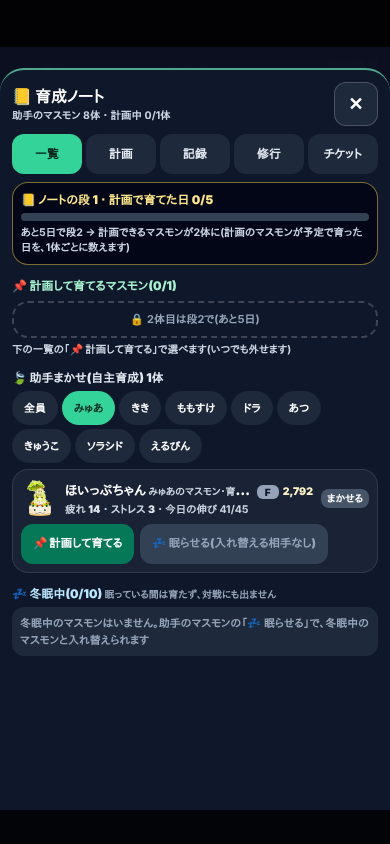 📒 育成ノート
助手のマスモン 8体・計画中 0/1体
×
一覧 計画 記録 修行 チケット
📒 ノートの段 1・計画で育てた日 0/5
あと5日で段2 → 計画できるマスモンが2体に(計画のマスモンが予定で育った
日を、1体ごとに数えます)
📌 計画して育てるマスモン(0/1)
🔒 2体目は段2で(あと5日)
下の一覧の「📌 計画して育てる」で選べます(いつでも外せます)
🍃 助手まかせ(自主育成) 1体
全員 みゅあ きき ももすけ ドラ あつ
きゅうこ ソラシド えるぴん
ほいっぷちゃん みゅあのマスモン・育… F 2,792
まかせる
疲れ 14・ストレス 3・今日の伸び 41/45
📌 計画して育てる 💤 眠らせる(入れ替える相手なし)
💤 冬眠中(0/10) 眠っている間は育たず、対戦にも出ません
冬眠中のマスモンはいません。助手のマスモンの「💤 眠らせる」で、冬眠中の
マスモンと入れ替えられます